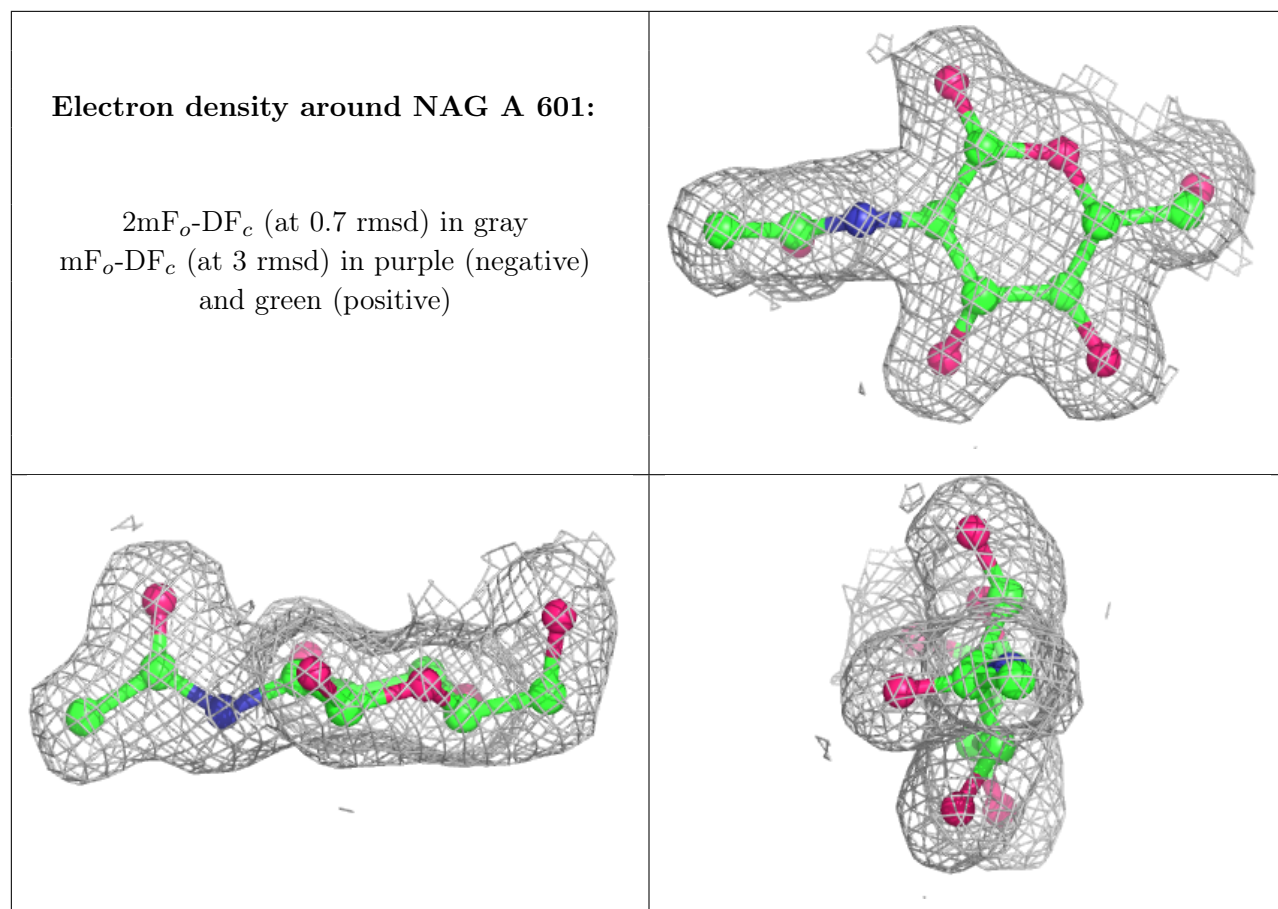 Electron density around NAG A 601:
2mFo-DFc (at 0.7 rmsd) in gray
mFo-DFc (at 3 rmsd) in purple (negative)
and green (positive)